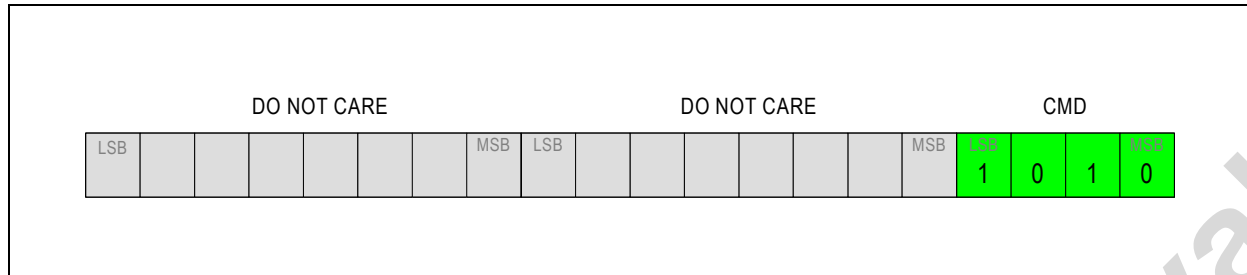 DO NOT CARE DO NOT CARE CMD
LSB MSB LSB MSB LSB MSB
1 0 1 0